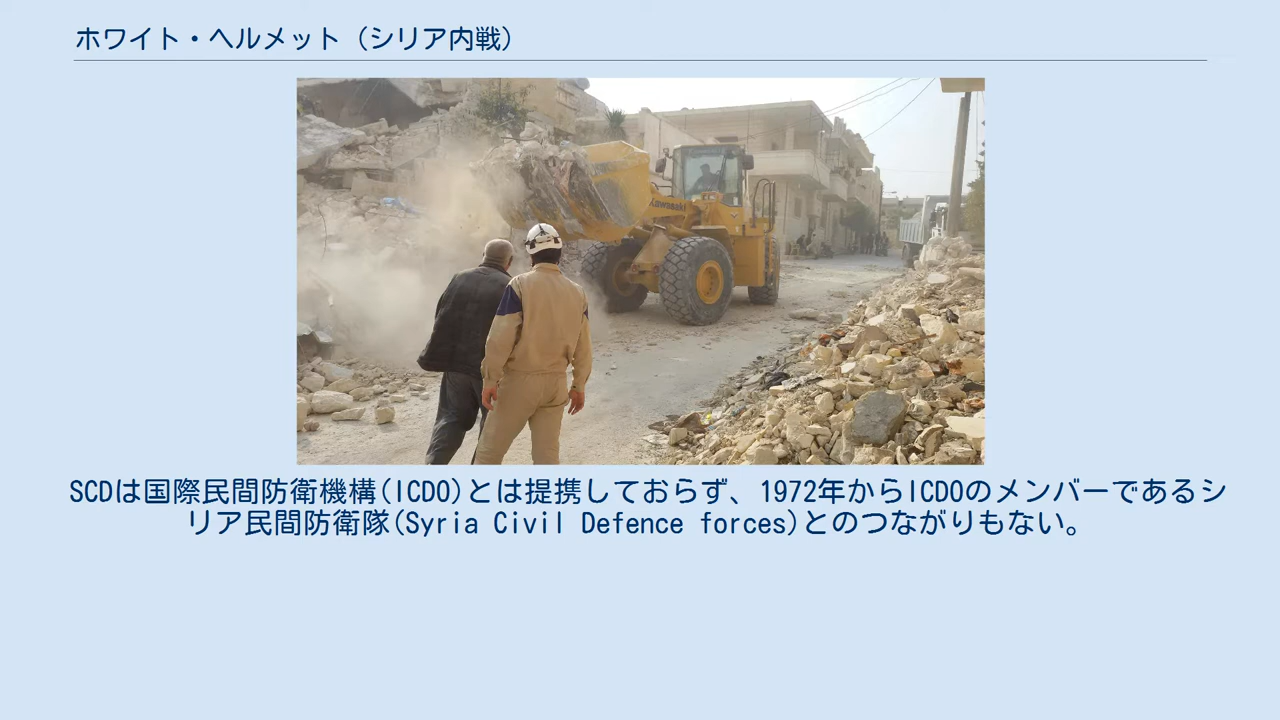 ホワイト・ヘルメット（シリア内戦）
Kawasaki
SCDは国際民間防衛機構(ICDO)とは提携しておらず、1972年からICDOのメンバーであるシ
リア民間防衛隊(Syria Civil Defence forces)とのつながりもない。